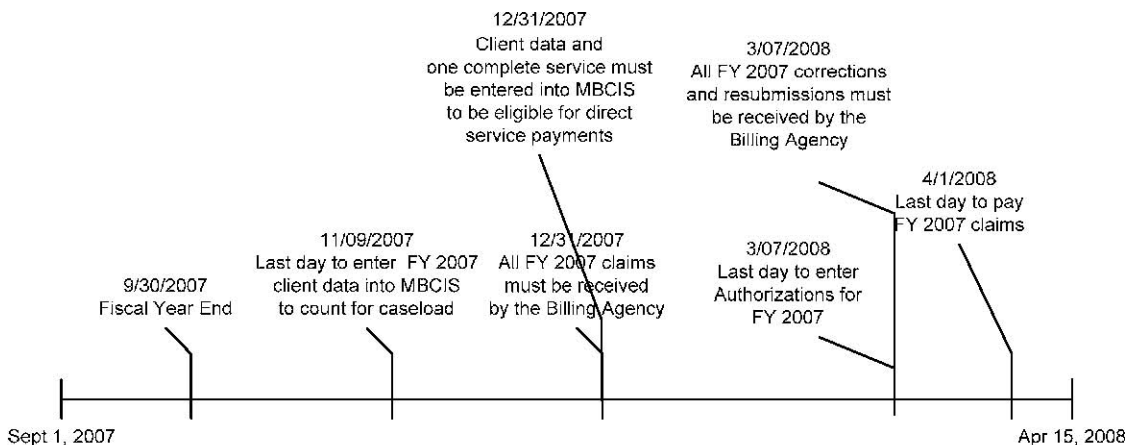 12/31/2007
Client data and
one complete service must
be entered into MBCIS
to be eligible for direct
service payments
3/07/2008
All FY 2007 corrections
and resubmissions must
be received by the
Billing Agency
4/1/2008
Last day to pay
FY 2007 claims
11/09/2007
Last day to enter FY 2007
client data into MBCIS
to count for caseload
12/31/2007
All FY 2007 claims
must be received
by the Billing Agency
3/07/2008
Last day to enter
Authorizations for
FY 2007
9/30/2007
Fiscal Year End
Sept 1, 2007
Apr 15, 2008